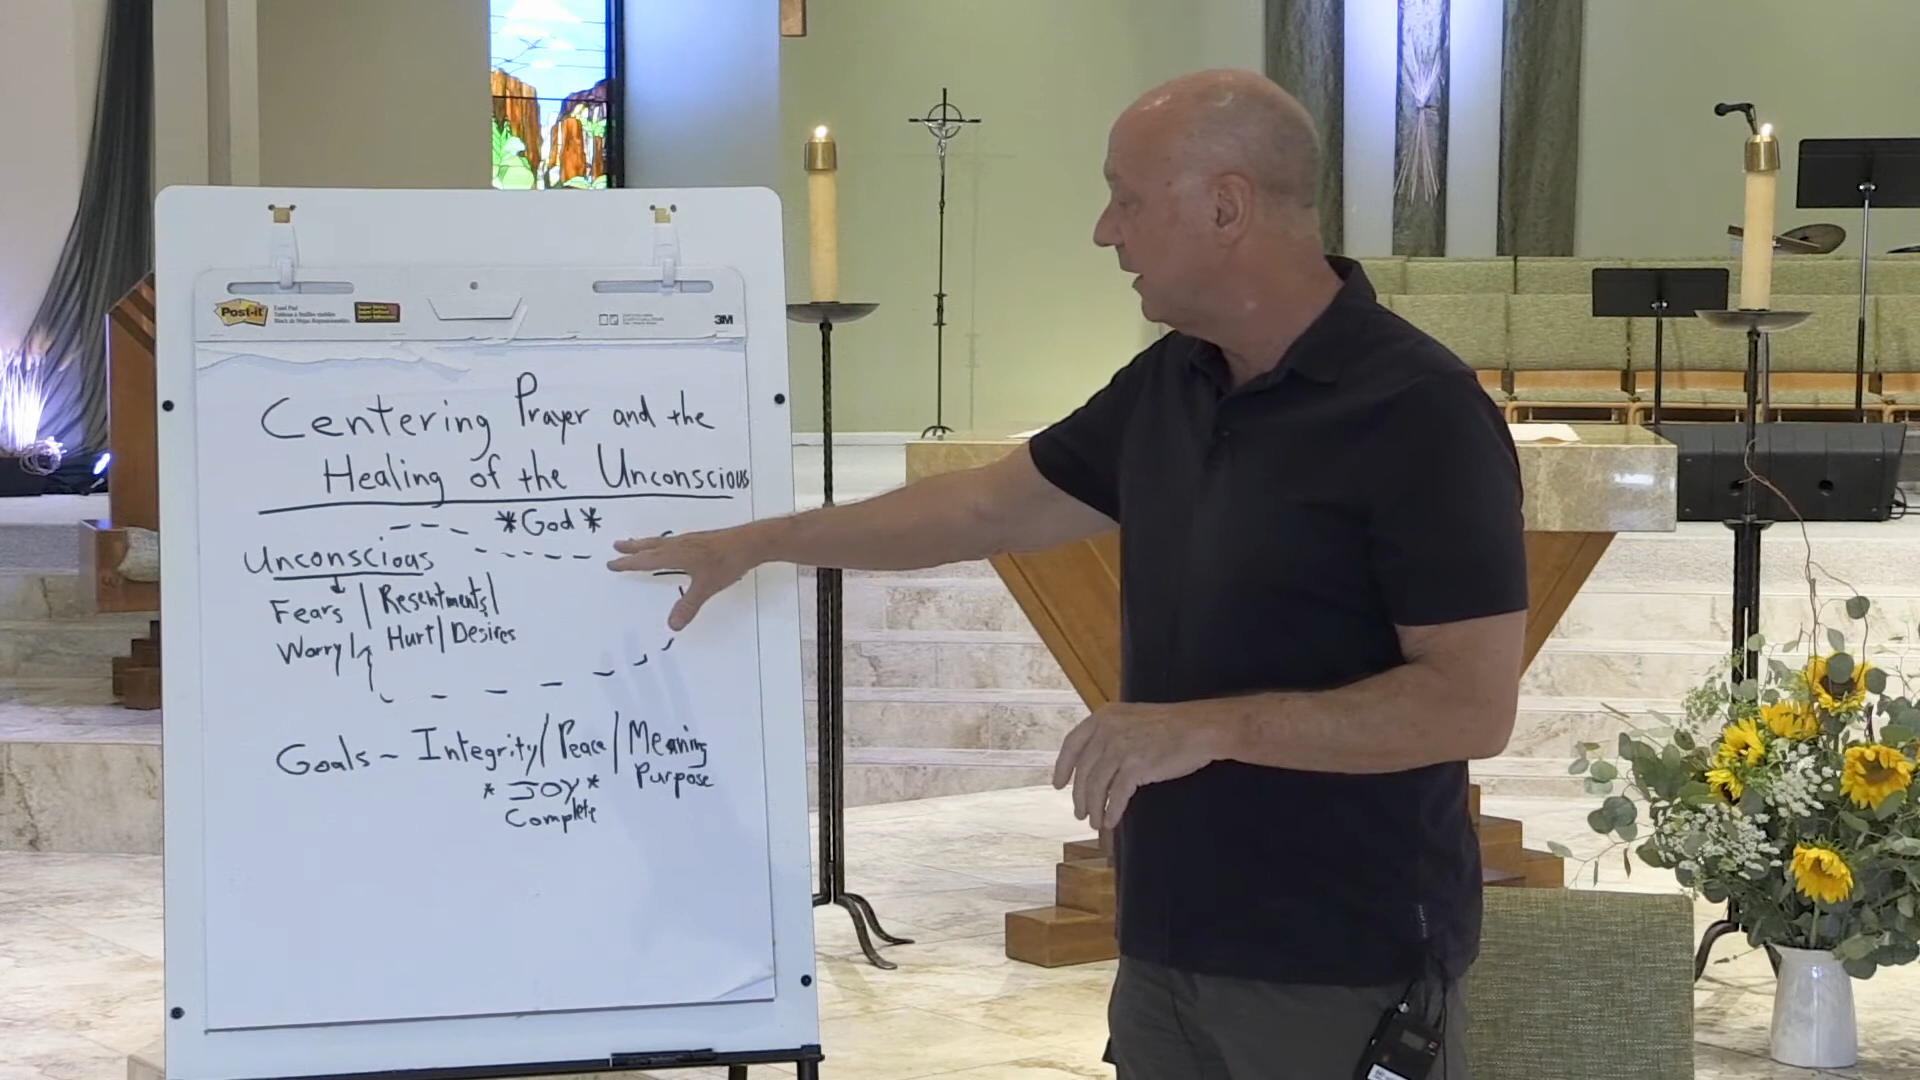 Post-it
3M
Centering Prayer and the
Healing of the Unconscious
*God*
Unconscious
Fears | Resentments|
Worry| Hurt| Desires
Goals ~ Integrity/ Peace | Meaning
Purpose
* JOY *
Complete